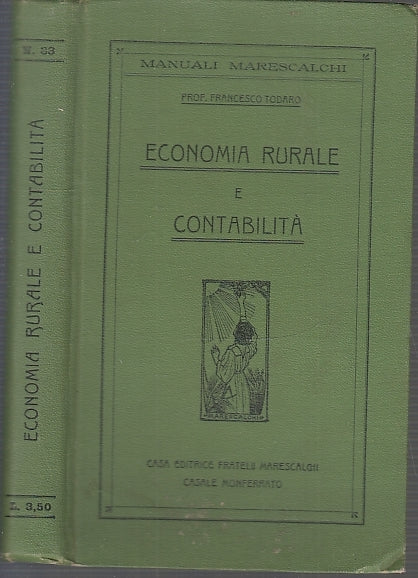 N. 33
ECONOMIA RURALE E CONTABILITÀ
L. 3,50
MANUALI MARESCALCHI
PROF. FRANCESCO TODARO
ECONOMIA RURALE
E
CONTABILITÀ
MARESCALCHI
CASA EDITRICE FRATELLI MARESCALCHI
CASALE MONFERRATO